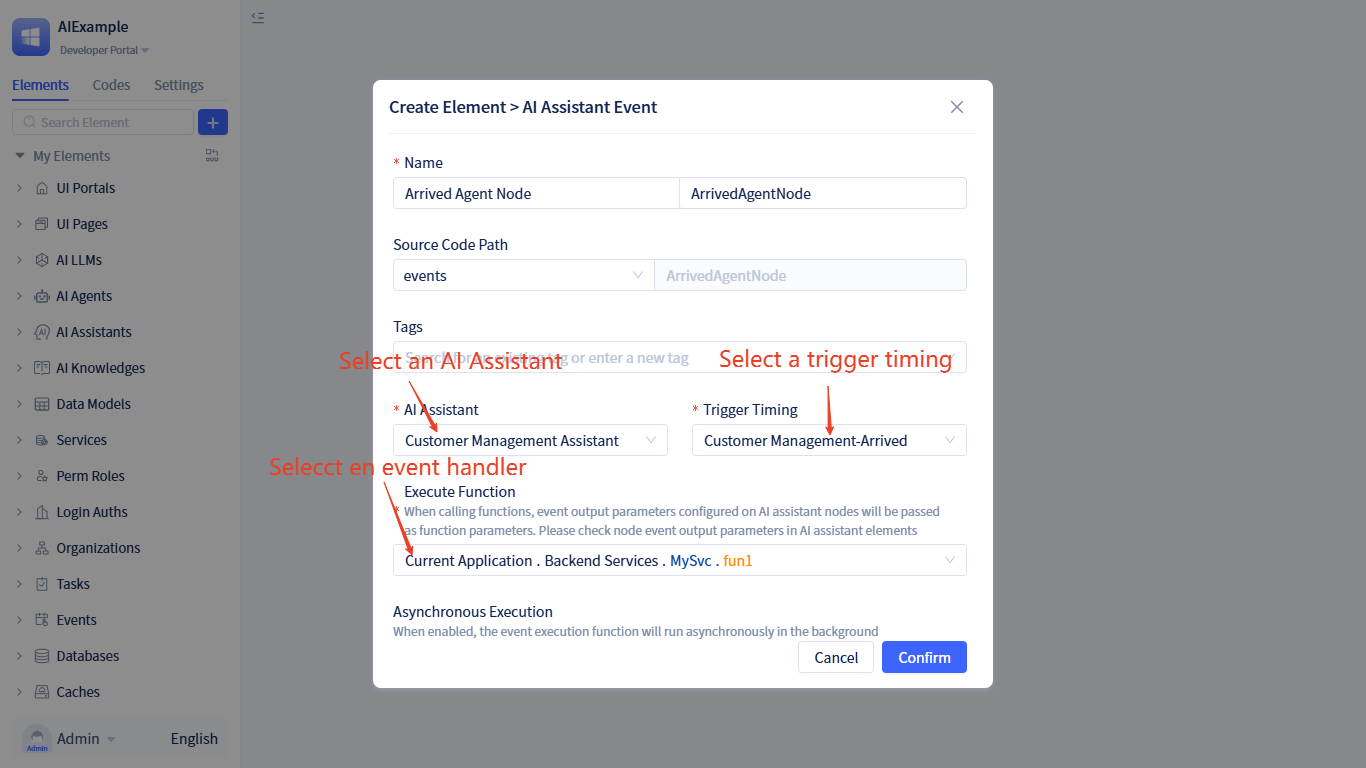 AIExample
Developer Portal
Elements Codes Settings
Search Element
My Elements
UI Portals
UI Pages
AI LLMs
AI Agents
AI Assistants
AI Knowledges
Data Models
Services
Perm Roles
Login Auths
Organizations
Tasks
Events
Databases
Caches
Admin
Admin English
Create Element > AI Assistant Event
* Name
Arrived Agent Node ArrivedAgentNode
Source Code Path
events ArrivedAgentNode
Tags
Search for an existing tag or enter a new tag
Select an AI Assistant Select a trigger timing
* AI Assistant * Trigger Timing
Customer Management Assistant Customer Management-Arrived
Selecct en event handler
Execute Function
* When calling functions, event output parameters configured on AI assistant nodes will be passed
as function parameters. Please check node event output parameters in AI assistant elements
Current Application . Backend Services . MySvc . fun1
Asynchronous Execution
When enabled, the event execution function will run asynchronously in the background
Cancel Confirm